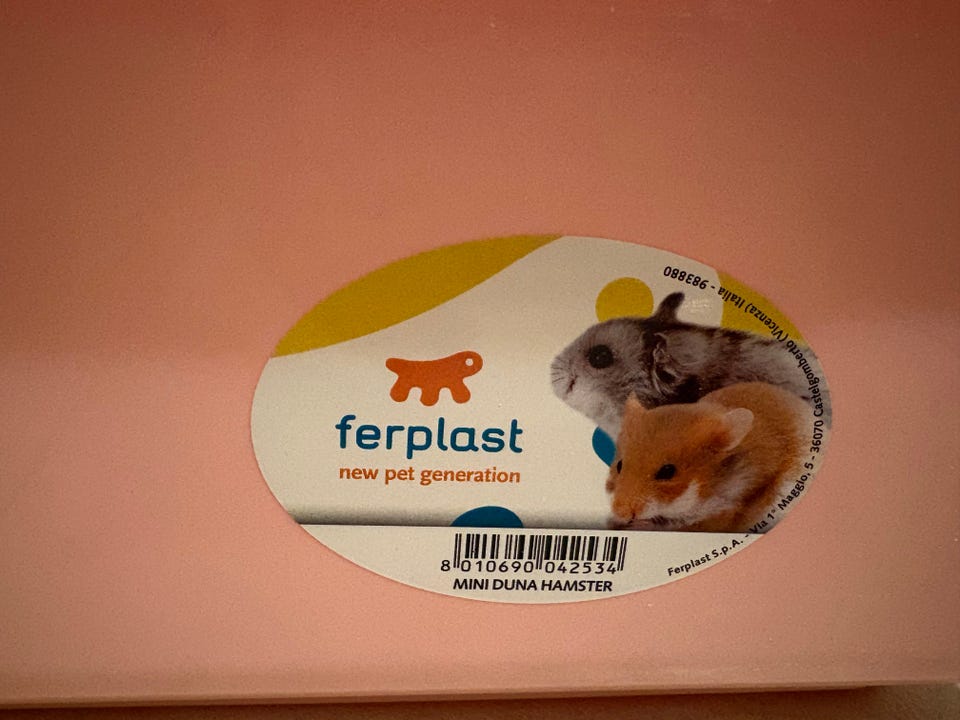 ferplast
new pet generation
8 010690 042534
MINI DUNA HAMSTER
Ferplast S.p.A. - Via 1° Maggio, 5 - 36070 Castelgomberto (Vicenza) Italia - 983880